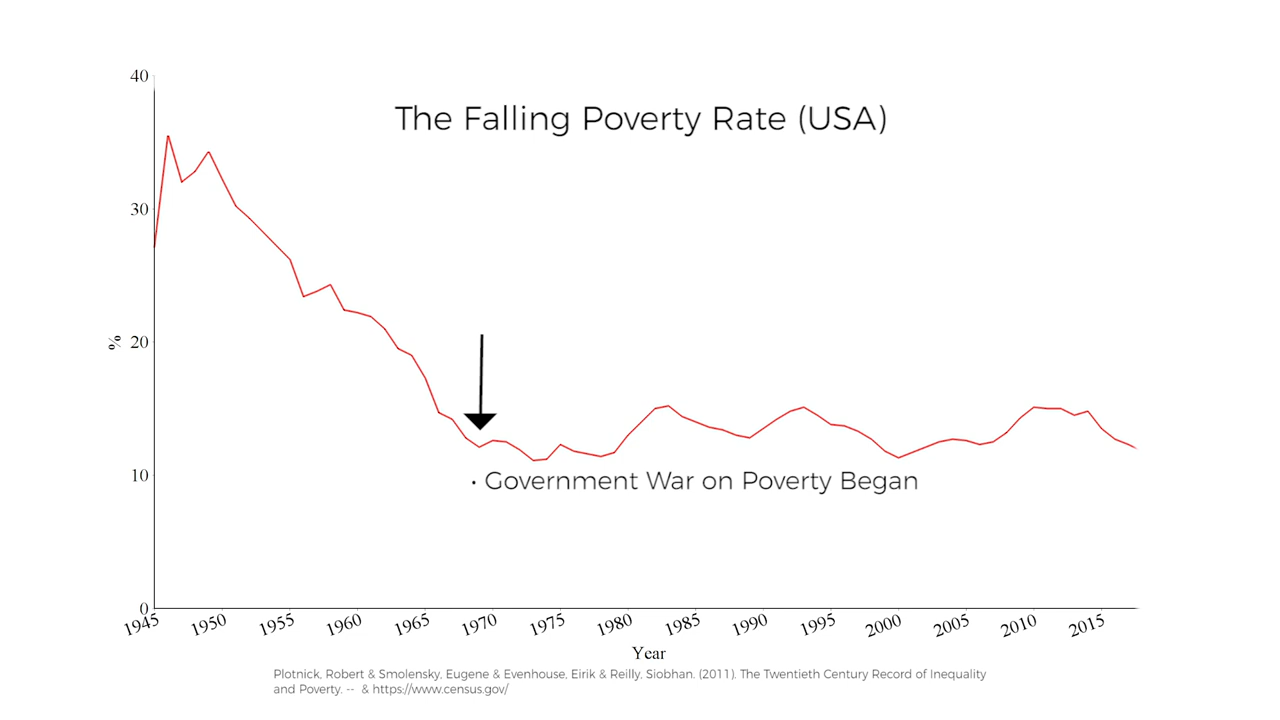 The Falling Poverty Rate (USA)
%
40
30
20
10
0
• Government War on Poverty Began
1945 1950 1955 1960 1965 1970 1975 1980 1985 1990 1995 2000 2005 2010 2015
Year
Plotnick, Robert & Smolensky, Eugene & Evenhouse, Eirik & Reilly, Siobhan. (2011). The Twentieth Century Record of Inequality
and Poverty. -- & https://www.census.gov/